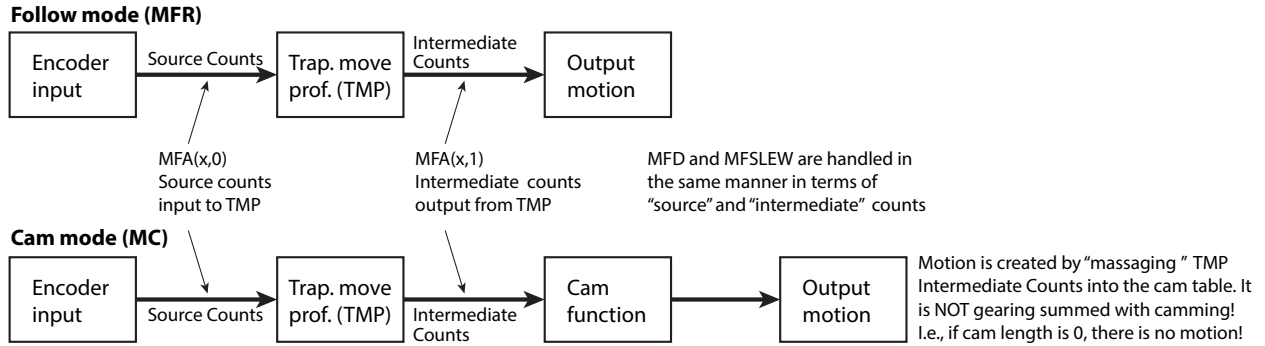 Follow mode (MFR)
Encoder
input
Source Counts
Trap. move
prof. (TMP)
Intermediate
Counts
Output
motion
MFA(x,0)
Source counts
input to TMP
MFA(x,1)
Intermediate counts
output from TMP
MFD and MFSLEW are handled in
the same manner in terms of
“source” and “intermediate” counts
Cam mode (MC)
Encoder
input
Source Counts
Trap. move
prof. (TMP)
Intermediate
Counts
Cam
function
Output
motion
Motion is created by “massaging ” TMP
Intermediate Counts into the cam table. It
is NOT gearing summed with camming!
I.e., if cam length is 0, there is no motion!